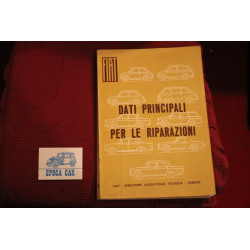 FIAT
DATI PRINCIPALI
PER LE RIPARAZIONI
FIAT - DIREZIONE ASSISTENZA TECNICA - TORINO
EPOCA CAR